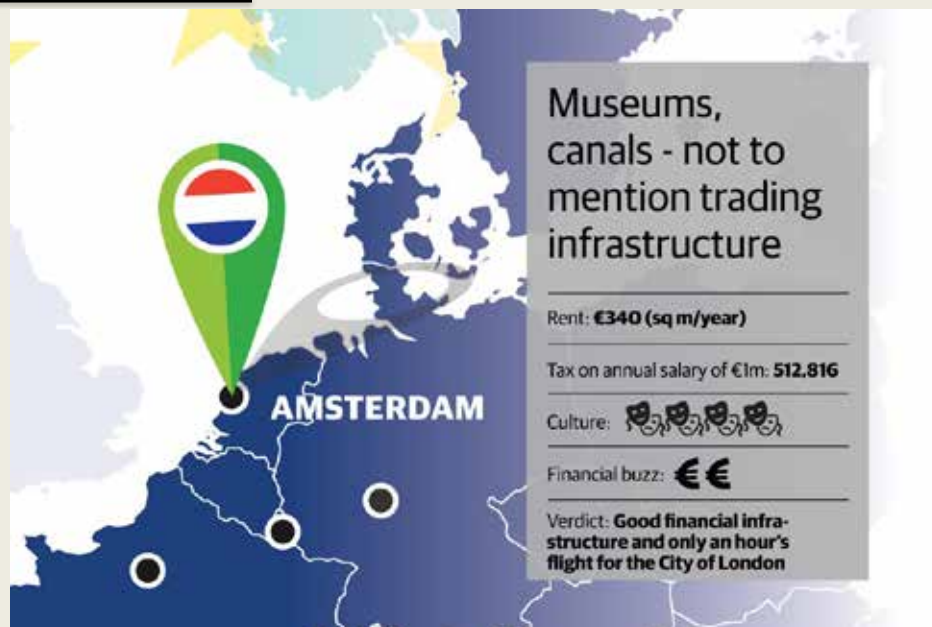 Museums,
canals - not to
mention trading
infrastructure
Rent: €340 (sq m/year)
Tax on annual salary of €1m: 512,816
Culture:
Financial buzz: €€
Verdict: Good financial infra-
structure and only an hour's
flight for the City of London
AMSTERDAM